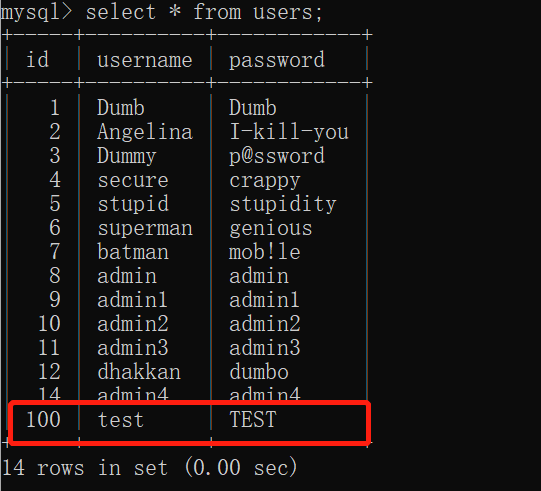 mysql> select * from users;
+-----+----------+------------+
| id | username | password |
+-----+----------+------------+
| 1 | Dumb | Dumb |
| 2 | Angelina | I-kill-you |
| 3 | Dummy | p@ssword |
| 4 | secure | crappy |
| 5 | stupid | stupidity |
| 6 | superman | genious |
| 7 | batman | mob!le |
| 8 | admin | admin |
| 9 | admin1 | admin1 |
| 10 | admin2 | admin2 |
| 11 | admin3 | admin3 |
| 12 | dhakkan | dumbo |
| 14 | admin4 | admin4 |
| 100 | test | TEST |
+-----+----------+------------+
14 rows in set (0.00 sec)